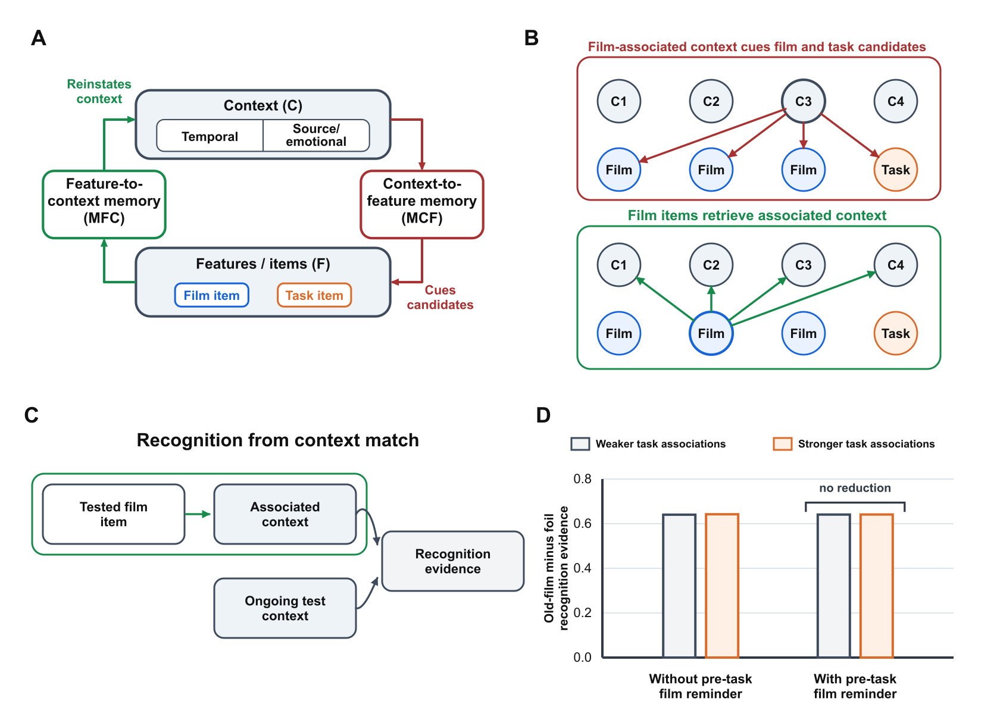 A
Reinstates
context
Context (C)
Temporal
Source/
emotional
Feature-to-
context memory
(MFC)
Context-to-
feature memory
(MCF)
Features / items (F)
Film item
Task item
Cues
candidates
B
Film-associated context cues film and task candidates
C1
C2
C3
C4
Film
Film
Film
Task
Film items retrieve associated context
C1
C2
C3
C4
Film
Film
Film
Task
C
Recognition from context match
Tested film
item
Associated
context
Recognition
evidence
Ongoing test
context
D
Weaker task associations
Stronger task associations
Old-film minus foil
recognition evidence
0.8
0.6
0.4
0.2
0.0
no reduction
Without pre-task
film reminder
With pre-task
film reminder